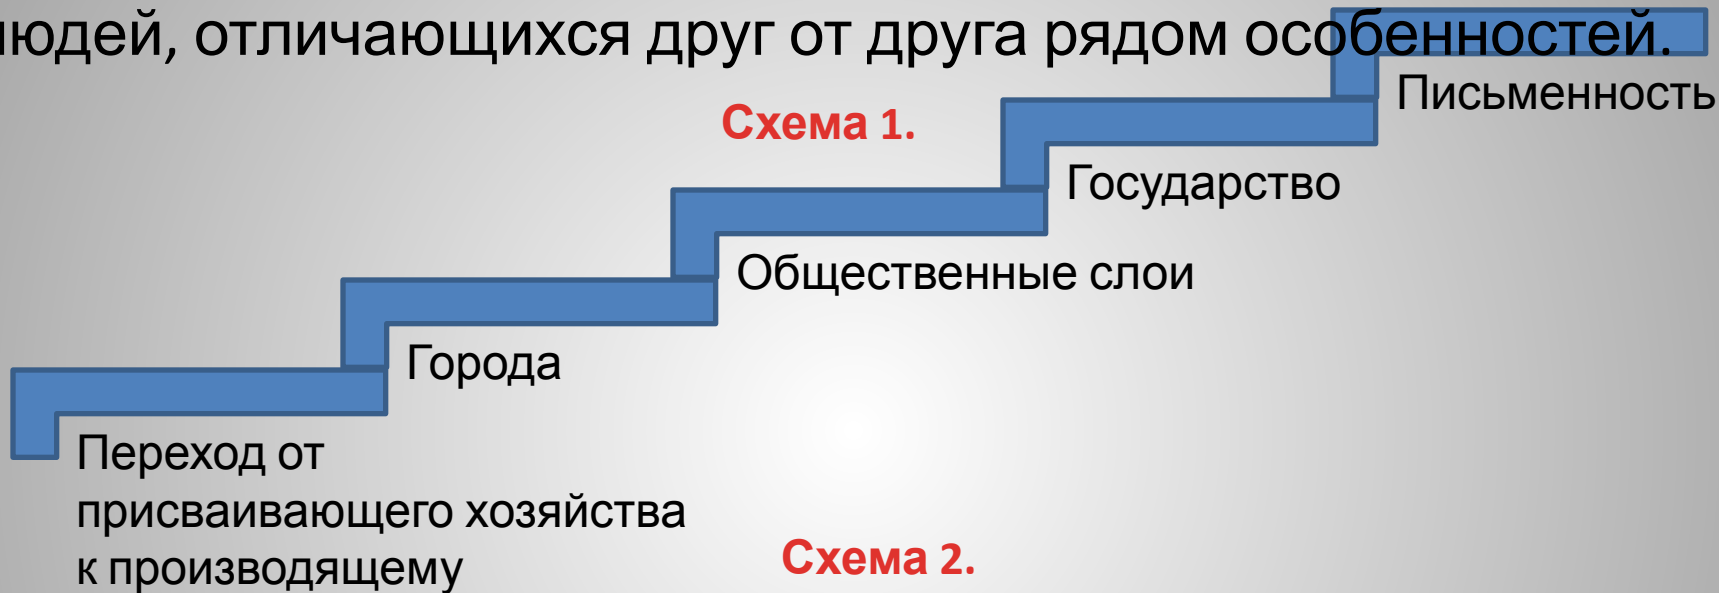 людей, отличающихся друг от друга рядом особенностей.
Письменность
Схема 1.
Государство
Общественные слои
Города
Переход от
присваивающего хозяйства
к производящему
Схема 2.